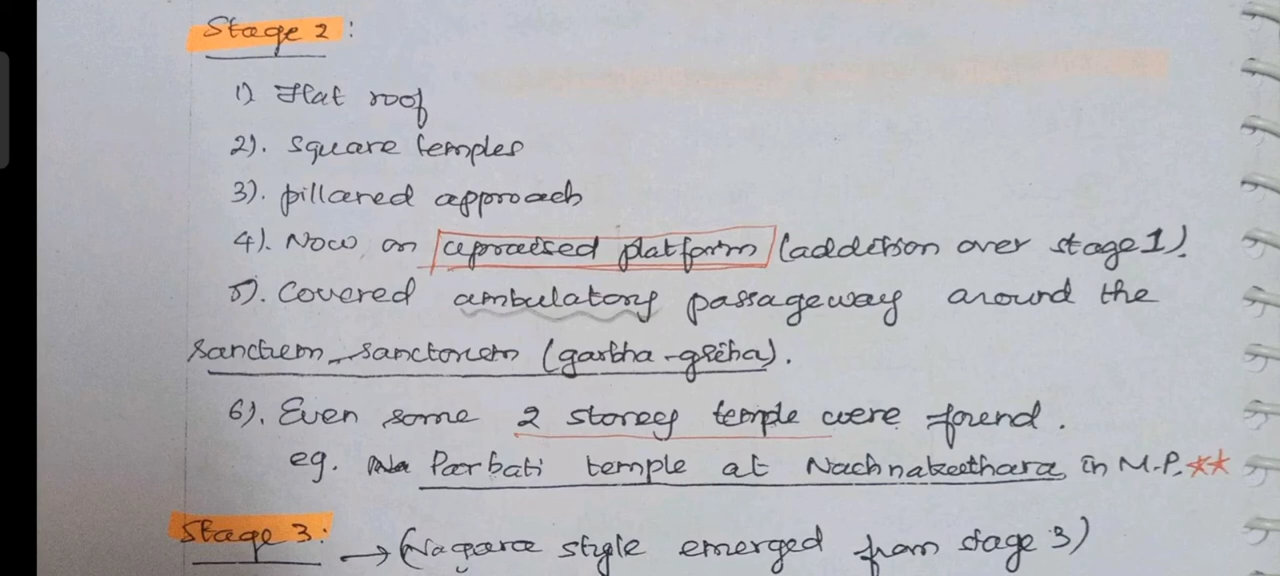 Stage 2 :
1) Flat roof
2). Square temples
3). pillared approach
4). Now on upraised platform (addition over stage 1).
5). Covered ambulatory passageway around the
sanctum sanctorum (garbha-griha).
6). Even some 2 storey temple were found.
eg. Parbati temple at Nachnakuthara in M.P.**
Stage 3: → (Nagara style emerged from stage 3)